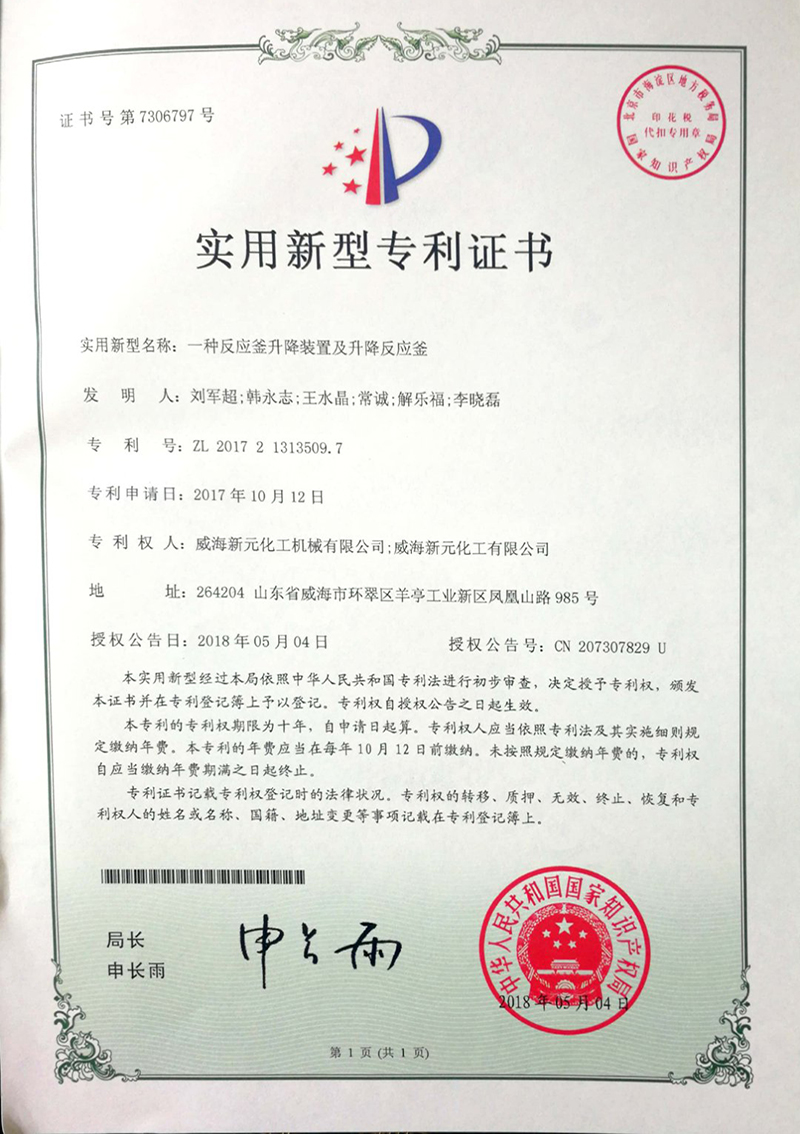 证书号第7306797号
北京市海淀区地方税务局
印花税
代扣专用章
国家知识产权局
实用新型专利证书
实用新型名称：一种反应釜升降装置及升降反应釜
发明人：刘军超;韩永志;王水晶;常诚;解乐福;李晓磊
专利号：ZL 2017 2 1313509.7
专利申请日：2017年10月12日
专利权人：威海新元化工机械有限公司;威海新元化工有限公司
地址：264204 山东省威海市环翠区羊亭工业新区凤凰山路985号
授权公告日：2018年05月04日 授权公告号：CN 207307829 U
本实用新型经过本局依照中华人民共和国专利法进行初步审查，决定授予专利权，颁发
本证书并在专利登记簿上予以登记。专利权自授权公告之日起生效。
本专利的专利权期限为十年，自申请日起算。专利权人应当依照专利法及其实施细则规
定缴纳年费。本专利的年费应当在每年10月12日前缴纳。未按照规定缴纳年费的，专利权
自应当缴纳年费期满之日起终止。
专利证书记载专利权登记时的法律状况。专利权的转移、质押、无效、终止、恢复和专
利权人的姓名或名称、国籍、地址变更等事项记载在专利登记簿上。
局长
申长雨
申长雨
中华人民共和国国家知识产权局
2018年05月04日
第1页(共1页)